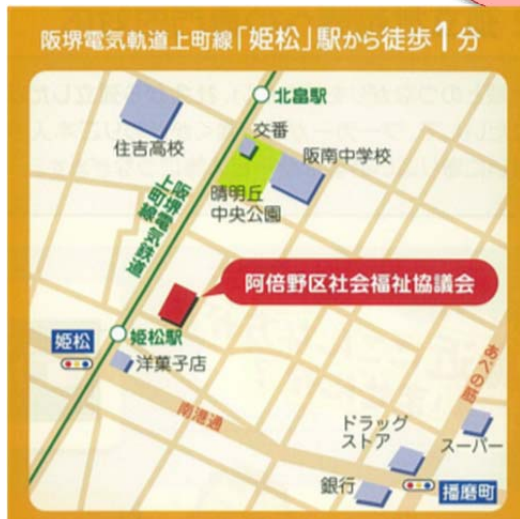 阪堺電気軌道上町線「姫松」駅から徒歩1分
北畠駅
住吉高校
交番
阪南中学校
晴明丘
中央公園
阪堺電気鉄道
上町線
阿倍野区社会福祉協議会
姫松
姫松駅
洋菓子店
あべの筋
南港通
ドラッグ
ストア
スーパー
銀行
播磨町